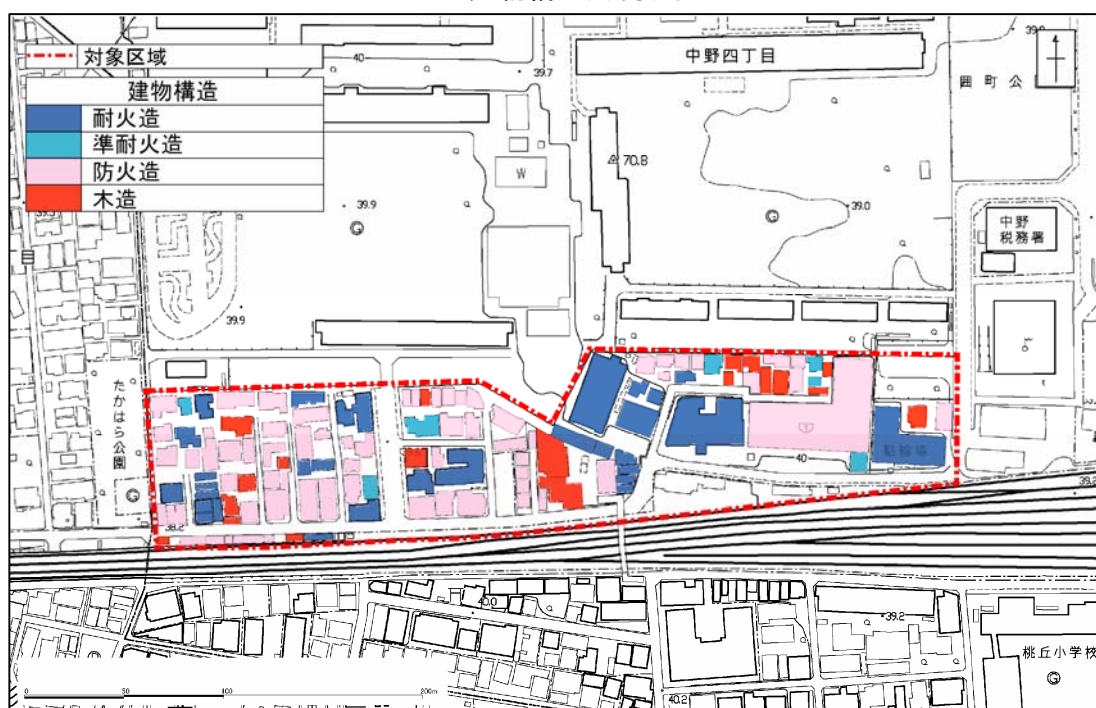 対象区域
建物構造
耐火造
準耐火造
防火造
木造
40
39.7
中野四丁目
囲町公
70.8
W
39.9
39.0
G
G
中野
税務署
39.9
たかはら公園
G
駐輪場
40
38.2
39.2
40.0
39.2
桃丘小学校
G
40.2
0 50 100 200m